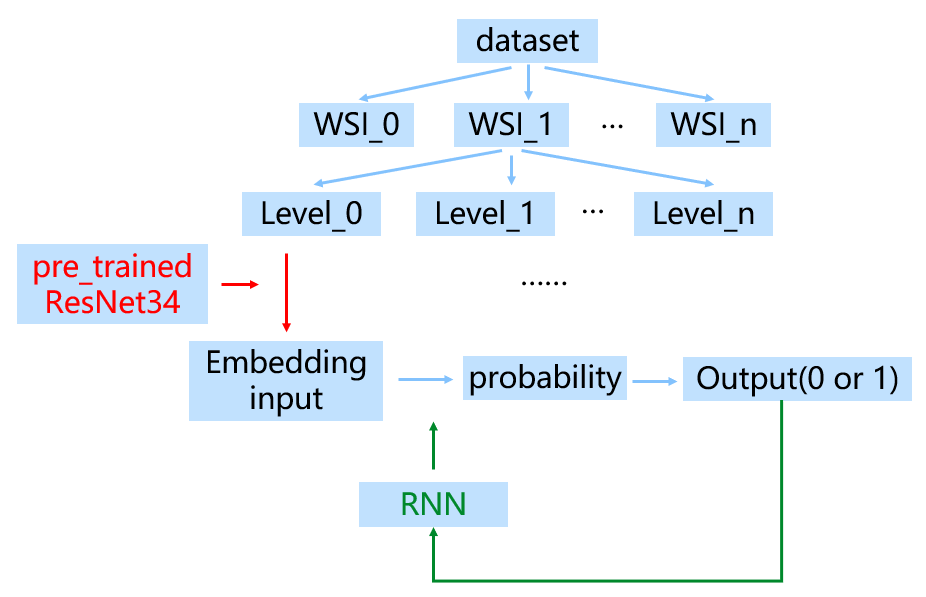 dataset
WSI_0
WSI_1
...
WSI_n
Level_0
Level_1
...
Level_n
pre_trained
ResNet34
......
Embedding
input
probability
Output(0 or 1)
RNN